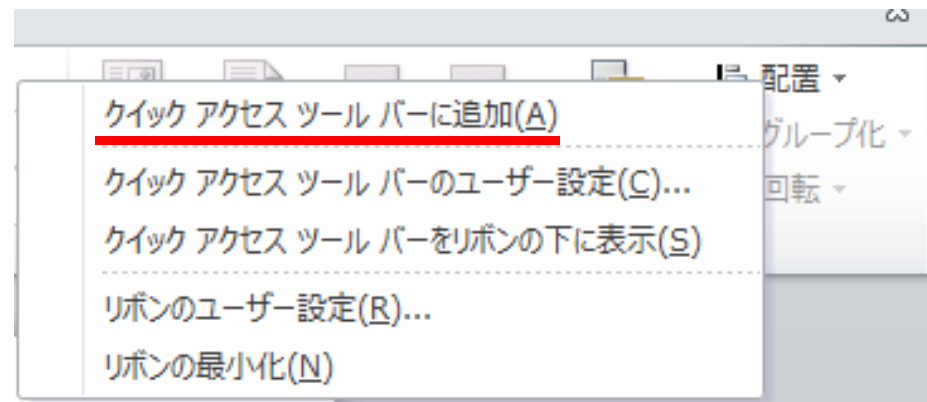 配置
クイック アクセス ツール バーに追加(A)
グループ化
クイック アクセス ツール バーのユーザー設定(C)...
回転
クイック アクセス ツール バーをリボンの下に表示(S)
リボンのユーザー設定(R)...
リボンの最小化(N)